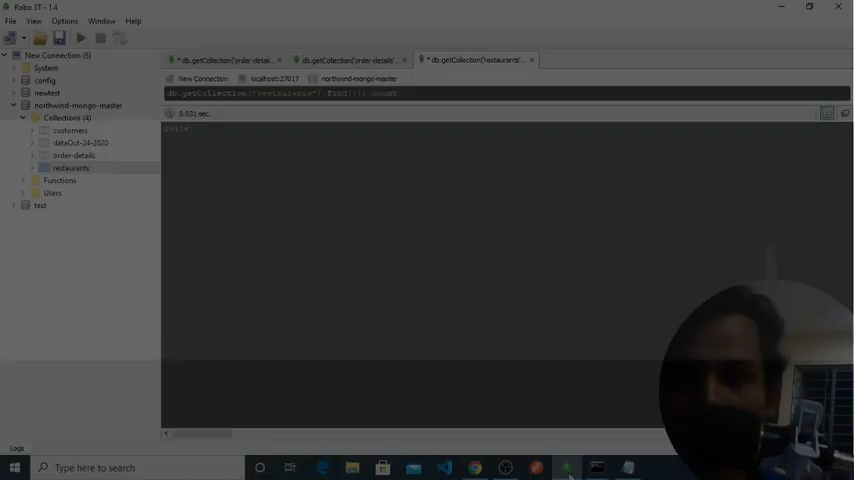 Robo 3T - 1.4
File View Options Window Help
New Connection (6)
System
config
newtest
northwind-mongo-master
Collections (4)
customers
dataOct-24-2020
order-details
restaurants
Functions
Users
test
* db.getCollection('order-detail... db.getCollection('order-details'... * db.getCollection('restaurants'...
New Connection localhost:27017 northwind-mongo-master
db.getCollection('restaurants').find({}).count
0.031 sec.
Logs
Type here to search